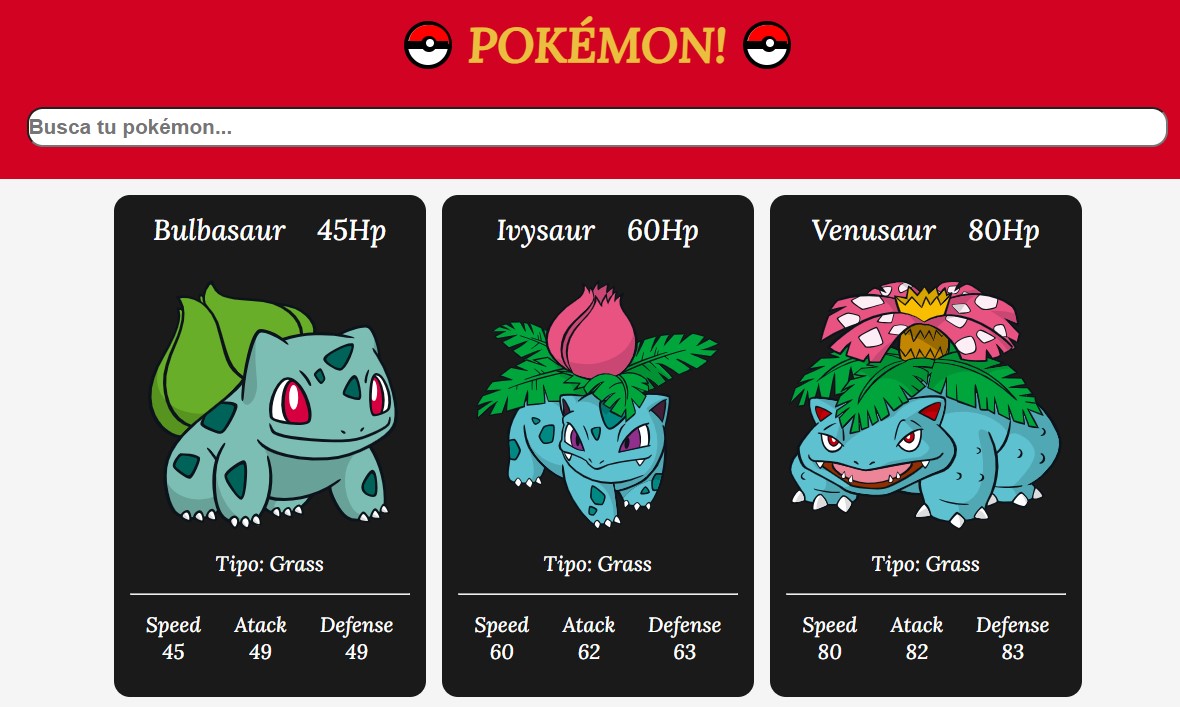 POKÉMON!
Busca tu pokémon...
Bulbasaur 45Hp
Tipo: Grass
Speed Atack Defense
45 49 49
Ivysaur 60Hp
Tipo: Grass
Speed Atack Defense
60 62 63
Venusaur 80Hp
Tipo: Grass
Speed Atack Defense
80 82 83